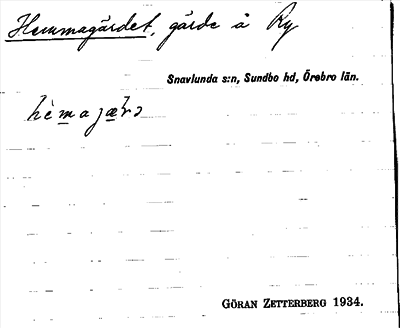 Hemmagärdet, gärde å Ry
Snavlunda s:n, Sundbo hd, Örebro län.
GÖRAN ZETTERBERG 1934.